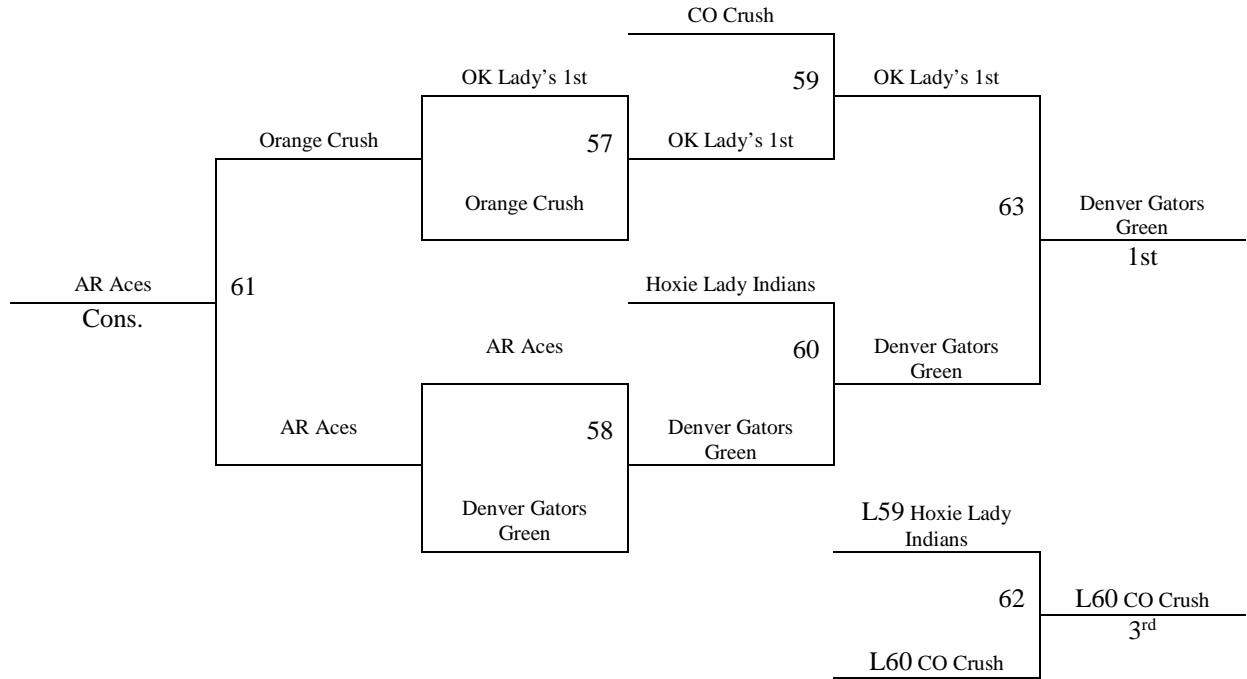 CO Crush
OK Lady's 1st
59
OK Lady's 1st
Orange Crush
57
OK Lady's 1st
Orange Crush
63
Denver Gators
Green
1st
AR Aces
61
Hoxie Lady Indians
Cons.
AR Aces
60
Denver Gators
Green
AR Aces
58
Denver Gators
Green
Denver Gators
Green
L59 Hoxie Lady
Indians
62
L60 CO Crush
3rd
L60 CO Crush